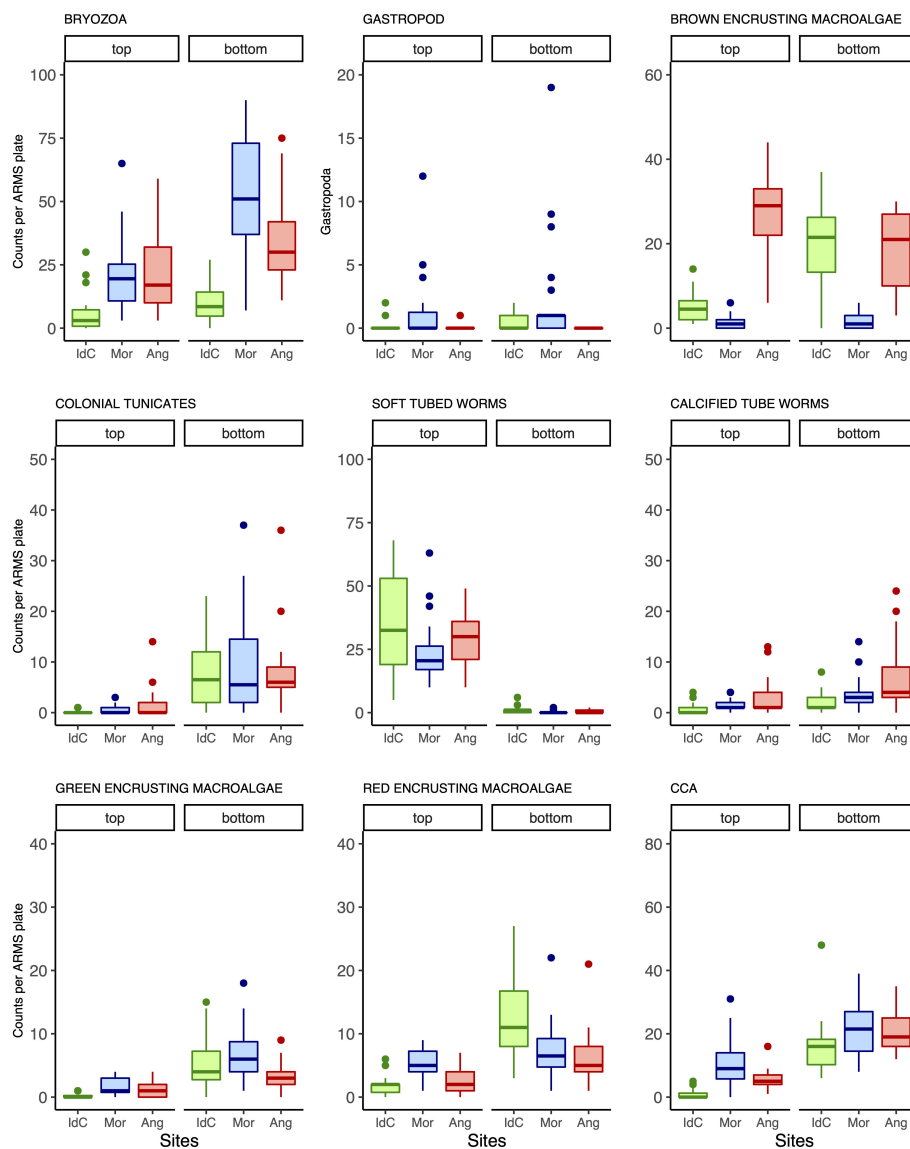 BRYOZOA
GASTROPOD
BROWN ENCRUSTING MACROALGAE
top bottom
top bottom
top bottom
Counts per ARMS plate
Gastropoda
100
75
50
25
0
20
15
10
5
0
60
40
20
0
IdC Mor Ang IdC Mor Ang
IdC Mor Ang IdC Mor Ang
IdC Mor Ang IdC Mor Ang
COLONIAL TUNICATES
SOFT TUBED WORMS
CALCIFIED TUBE WORMS
top bottom
top bottom
top bottom
Counts per ARMS plate
50
40
30
20
10
0
100
75
50
25
0
50
40
30
20
10
0
IdC Mor Ang IdC Mor Ang
IdC Mor Ang IdC Mor Ang
IdC Mor Ang IdC Mor Ang
GREEN ENCRUSTING MACROALGAE
RED ENCRUSTING MACROALGAE
CCA
top bottom
top bottom
top bottom
Counts per ARMS plate
40
30
20
10
0
40
30
20
10
0
80
60
40
20
0
IdC Mor Ang IdC Mor Ang
IdC Mor Ang IdC Mor Ang
IdC Mor Ang IdC Mor Ang
Sites
Sites
Sites